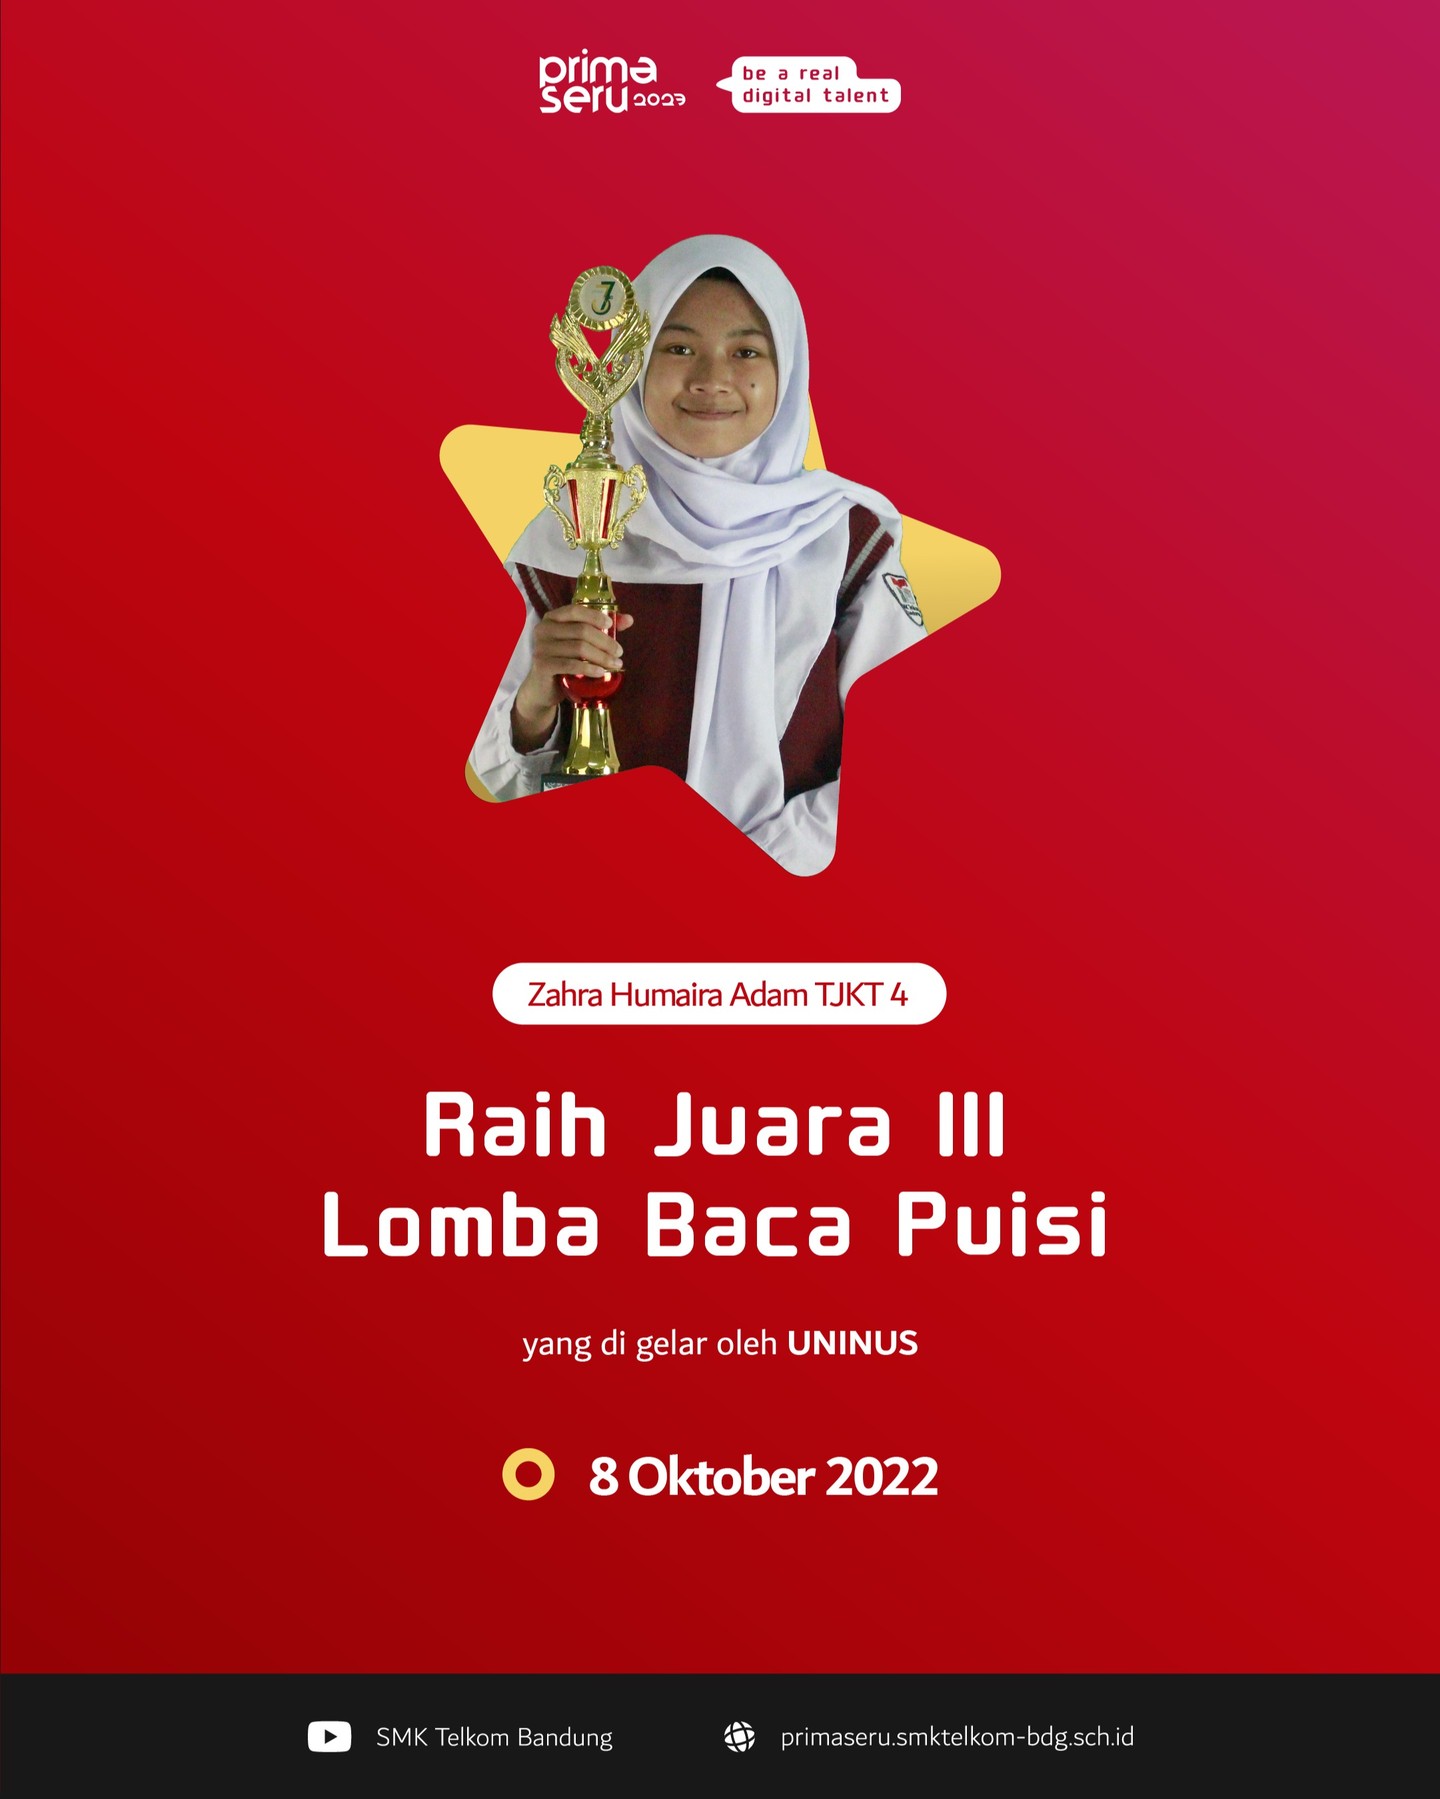 prima
seru 2023
be a real
digital talent
Zahra Humaira Adam TJKT 4
Raih Juara III
Lomba Baca Puisi
yang di gelar oleh UNINUS
8 Oktober 2022
SMK Telkom Bandung
primaseru.smktelkom-bdg.sch.id